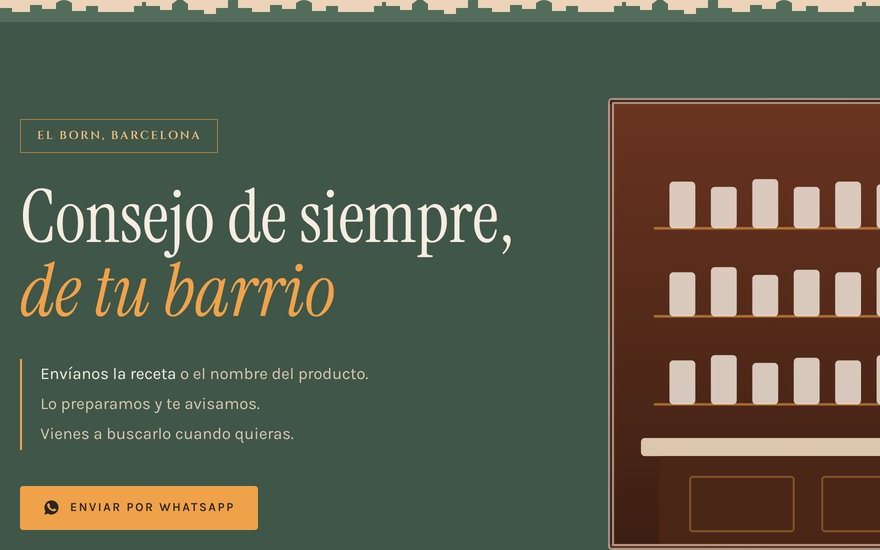 EL BORN, BARCELONA
Consejo de siempre,
de tu barrio
Envíanos la receta o el nombre del producto.
Lo preparamos y te avisamos.
Vienes a buscarlo cuando quieras.
ENVIAR POR WHATSAPP